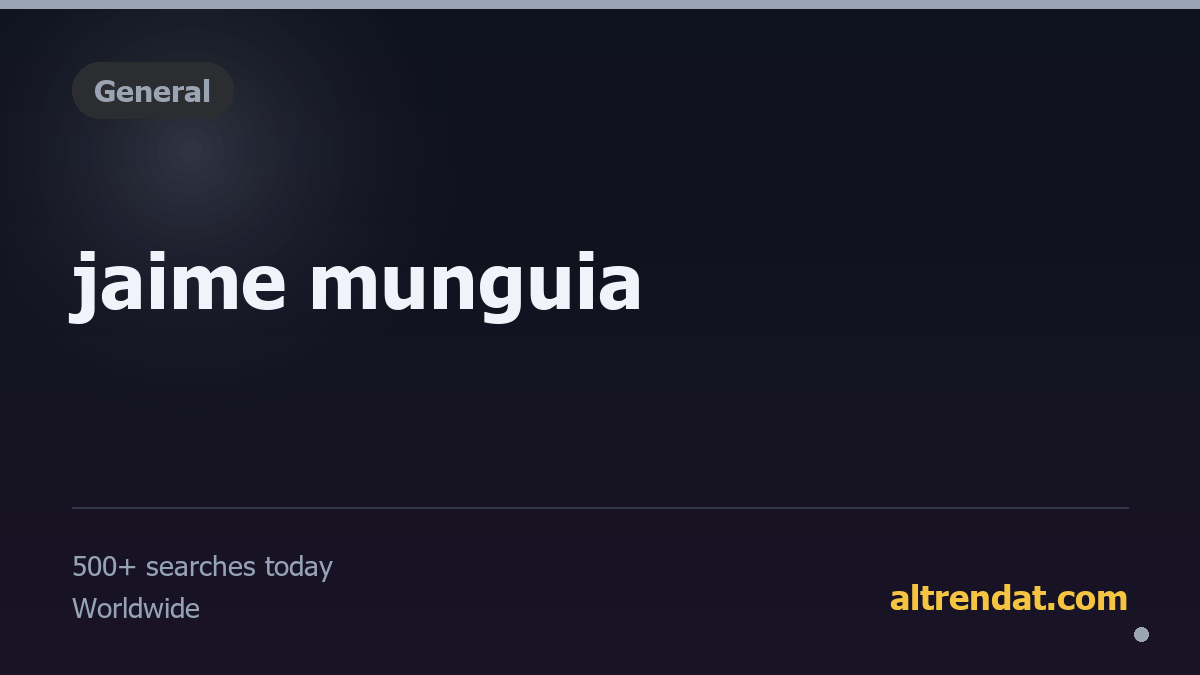 General
jaime munguia
500+ searches today
Worldwide
altrendat.com